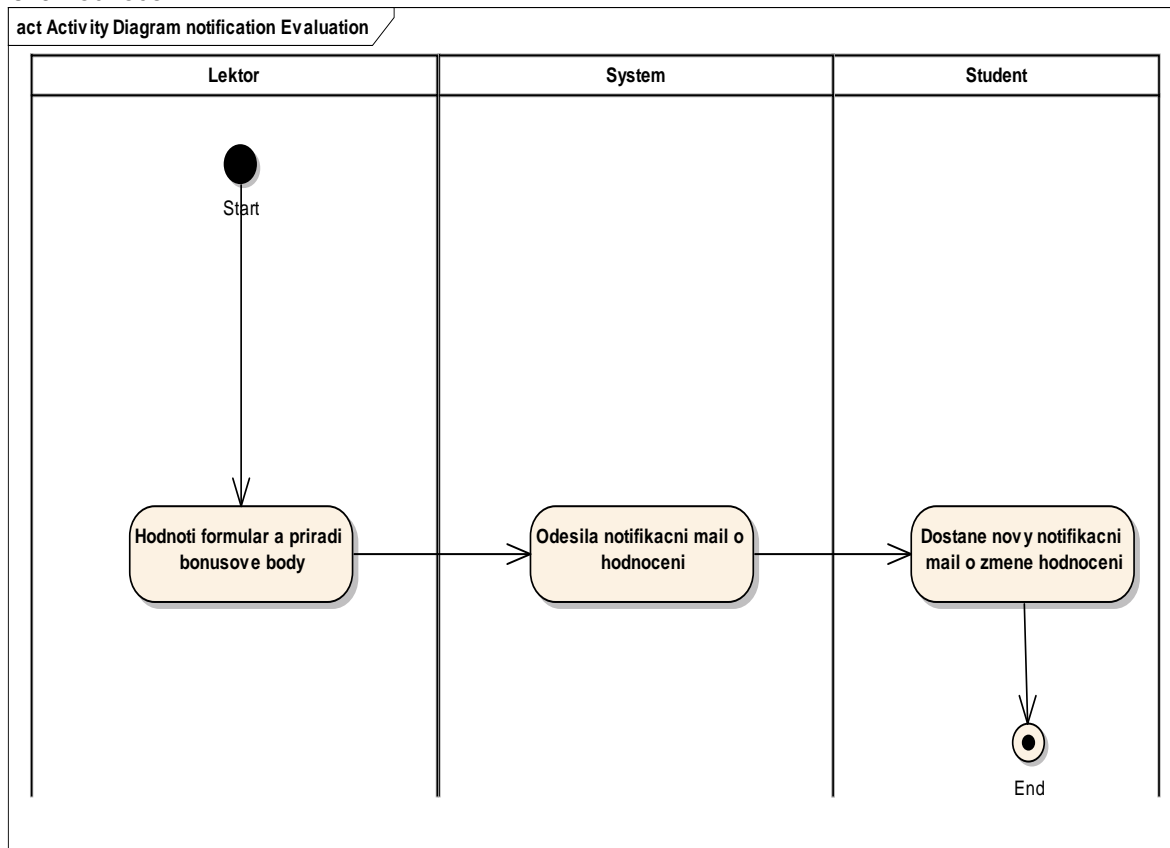 act Activity Diagram notification Evaluation
Lektor
System
Student
Start
Hodnoti formular a priradi
bonusove body
Odesila notifikacni mail o
hodnoceni
Dostane novy notifikacni
mail o zmene hodnoceni
End